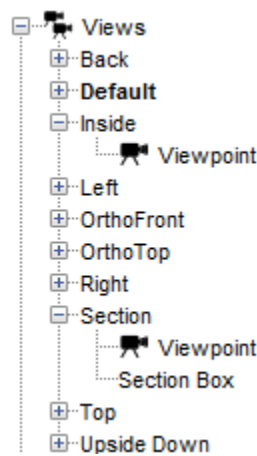 Views
Back
Default
Inside
Viewpoint
Left
OrthoFront
OrthoTop
Right
Section
Viewpoint
Section Box
Top
Upside Down